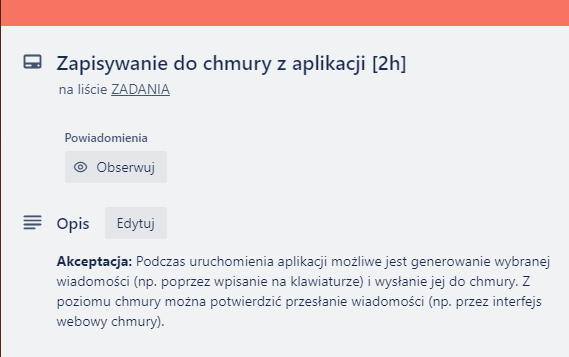 Zapisywanie do chmury z aplikacji [2h]
na liście ZADANIA
Powiadomienia
Obserwuj
Opis Edytuj
Akceptacja: Podczas uruchomienia aplikacji możliwe jest generowanie wybranej
wiadomości (np. poprzez wpisanie na klawiaturze) i wysłanie jej do chmury. Z
poziomu chmury można potwierdzić przesłanie wiadomości (np. przez interfejs
webowy chmury).